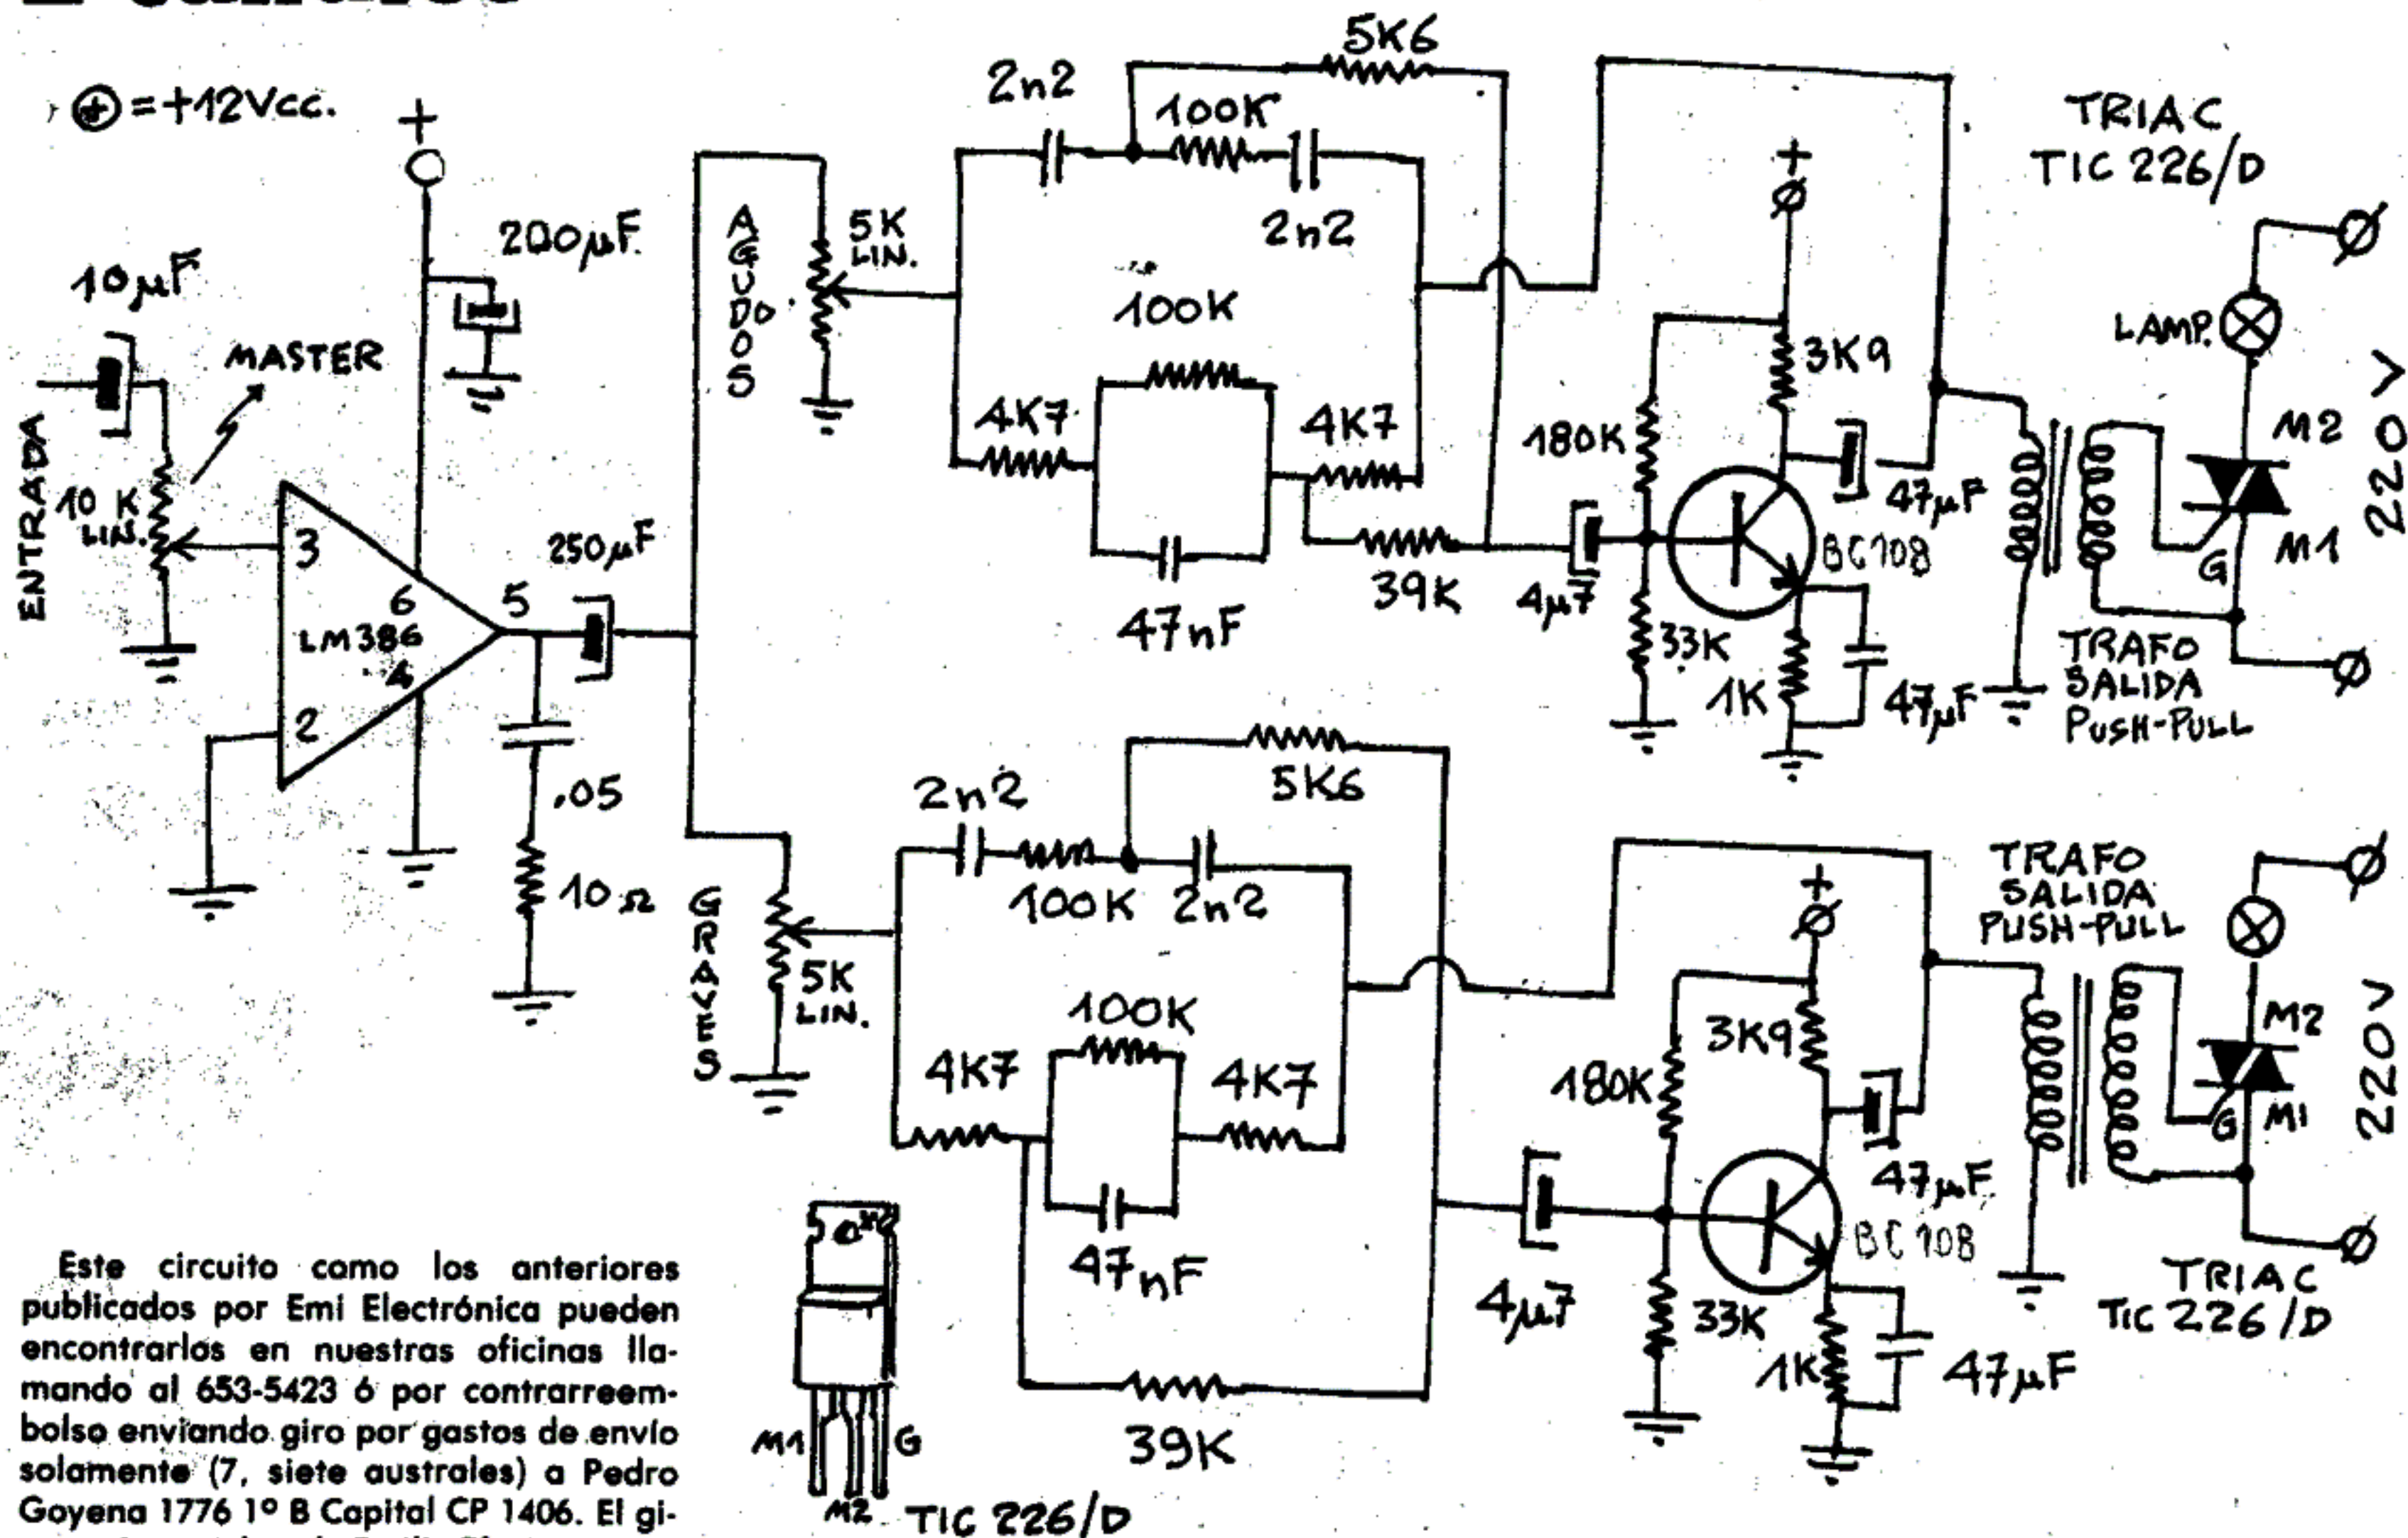 ⊕ = +12Vcc.
+
200µF.
10µF
MASTER
ENTRADA
10 K
LIN.
3
6
5
LM386
4
2
250µF
.05
10 Ω
AGUDOS
5K
LIN.
2n2
5K6
100K
2n2
100K
4K7
4K7
47nF
39K
4µ7
180K
33K
+
3K9
47µF
BC108
1K
47µF
TRIAC
TIC 226/D
LAMP.
M2
M1
G
220V
TRAFO
SALIDA
PUSH-PULL
GRAVES
5K
LIN.
2n2
100K
2n2
5K6
100K
4K7
4K7
47nF
39K
4µ7
180K
33K
+
3K9
47µF
BC108
1K
47µF
TRAFO
SALIDA
PUSH-PULL
M2
M1
G
220V
TRIAC
TIC 226/D
M1
G
M2
TIC 226/D
Este circuito como los anteriores
publicados por Emi Electrónica pueden
encontrarlos en nuestras oficinas lla-
mando al 653-5423 ó por contrarreem-
bolso enviando giro por gastos de envío
solamente (7, siete australes) a Pedro
Goyena 1776 1º B Capital CP 1406. El gi-